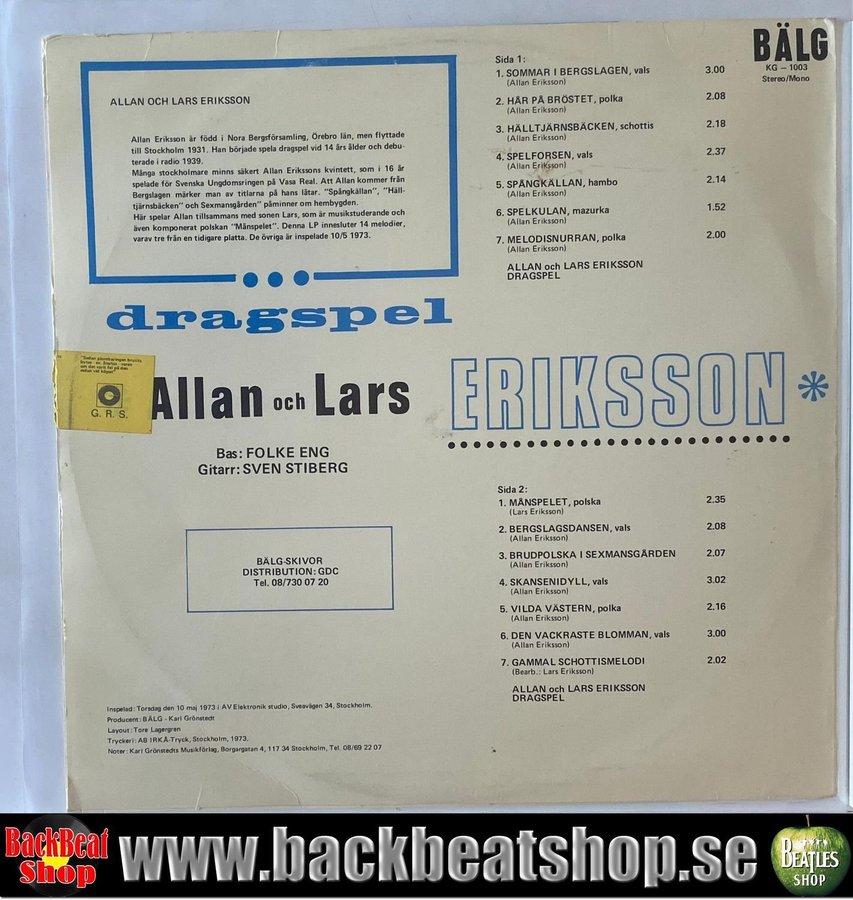 ALLAN OCH LARS ERIKSSON
Allan Eriksson är född i Nora Bergsförsamling, Örebro län, men flyttade
till Stockholm 1931. Han började spela dragspel vid 14 års ålder och debu-
terade i radio 1939.
Många stockholmare minns säkert Allan Erikssons kvintett, som i 16 år
spelade för Svenska Ungdomsringen på Vasa Real. Att Allan kommer från
Bergslagen märker man av titlarna på hans låtar. "Spångkällan", "Häll-
tjärnsbäcken" och Sexmansgården" påminner om hembygden.
Här spelar Allan tillsammans med sonen Lars, som är musikstuderande och
även komponerat polskan "Månspelet". Denna LP innesluter 14 melodier,
varav tre från en tidigare platta. De övriga är inspelade 10/5 1973.
dragspel
BÄLG
KG – 1003
Stereo/Mono
Sida 1:
1. SOMMAR I BERGSLAGEN, vals 3.00
(Allan Eriksson)
2. HÅR PÅ BRÖSTET, polka 2.08
(Allan Eriksson)
3. HÄLLTJÄRNSBÄCKEN, schottis 2.18
(Allan Eriksson)
4. SPELFORSEN, vals 2.37
(Allan Eriksson)
5. SPÅNGKÄLLAN, hambo 2.14
(Allan Eriksson)
6. SPELKULAN, mazurka 1.52
(Allan Eriksson)
7. MELODISNURRAN, polka 2.00
(Allan Eriksson)
ALLAN och LARS ERIKSSON
DRAGSPEL
G. R. S.
Allan och Lars
ERIKSSON
Bas: FOLKE ENG
Gitarr: SVEN STIBERG
BÄLG-SKIVOR
DISTRIBUTION: GDC
Tel. 08/730 07 20
Sida 2:
1. MÅNSPELET, polska 2.35
(Lars Eriksson)
2. BERGSLAGSDANSEN, vals 2.08
(Allan Eriksson)
3. BRUDPOLSKA I SEXMANSGÅRDEN 2.07
(Allan Eriksson)
4. SKANSENIDYLL, vals 3.02
(Allan Eriksson)
5. VILDA VÄSTERN, polka 2.16
(Allan Eriksson)
6. DEN VACKRASTE BLOMMAN, vals 3.00
(Allan Eriksson)
7. GAMMAL SCHOTTISMELODI 2.02
(Bearb.: Lars Eriksson)
ALLAN och LARS ERIKSSON
DRAGSPEL
Inspelad: Torsdag den 10 maj 1973 i AV Elektronik studio, Sveavägen 34, Stockholm.
Producent: BÄLG - Karl Grönstedt
Layout: Tore Lagergren
Tryckeri: AB IRKÅ-Tryck, Stockholm, 1973.
Noter: Karl Grönstedts Musikförlag, Borgargatan 4, 117 34 Stockholm, Tel. 08/69 22 07
BackBeat
Shop
www.backbeatshop.se
BEATLES
SHOP